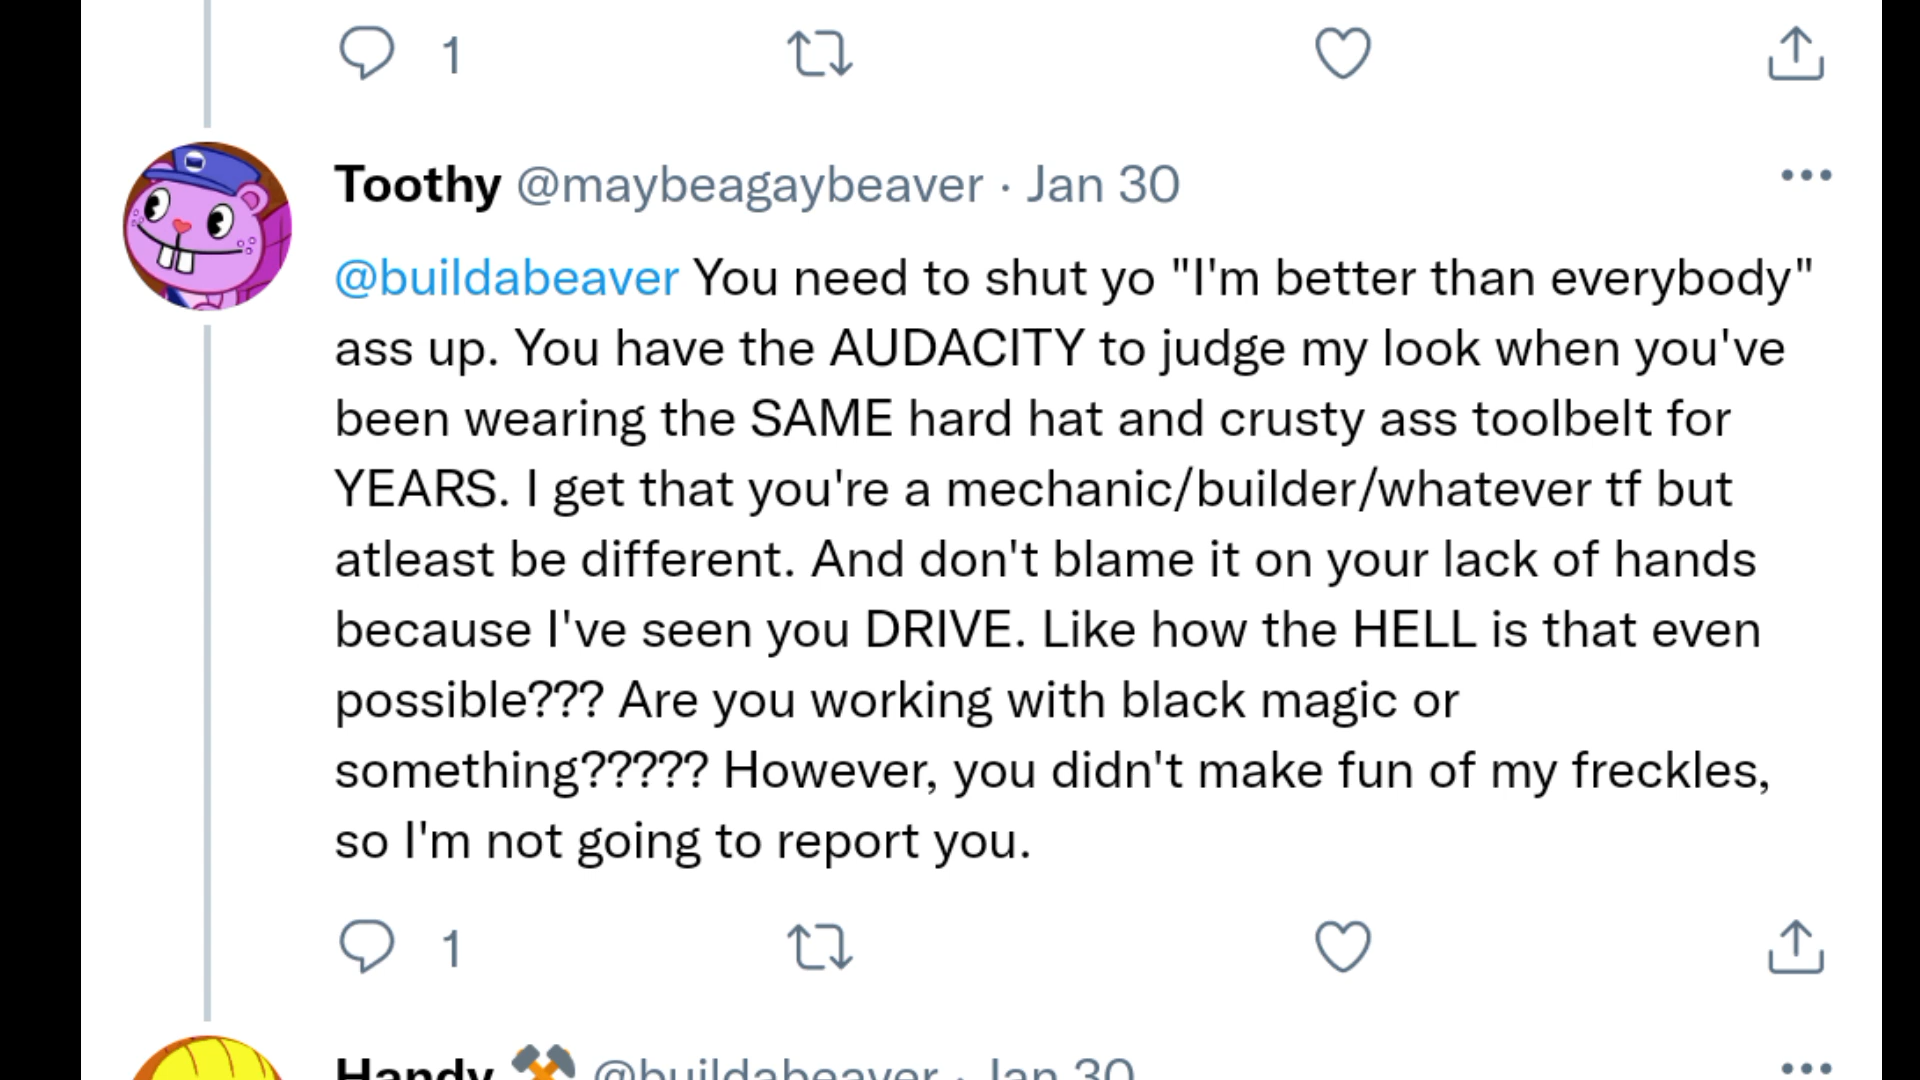 1
Toothy @maybeagaybeaver · Jan 30
@buildabeaver You need to shut yo "I'm better than everybody"
ass up. You have the AUDACITY to judge my look when you've
been wearing the SAME hard hat and crusty ass toolbelt for
YEARS. I get that you're a mechanic/builder/whatever tf but
atleast be different. And don't blame it on your lack of hands
because I've seen you DRIVE. Like how the HELL is that even
possible??? Are you working with black magic or
something????? However, you didn't make fun of my freckles,
so I'm not going to report you.
1
Handy ⚒ @buildabeaver · Jan 30